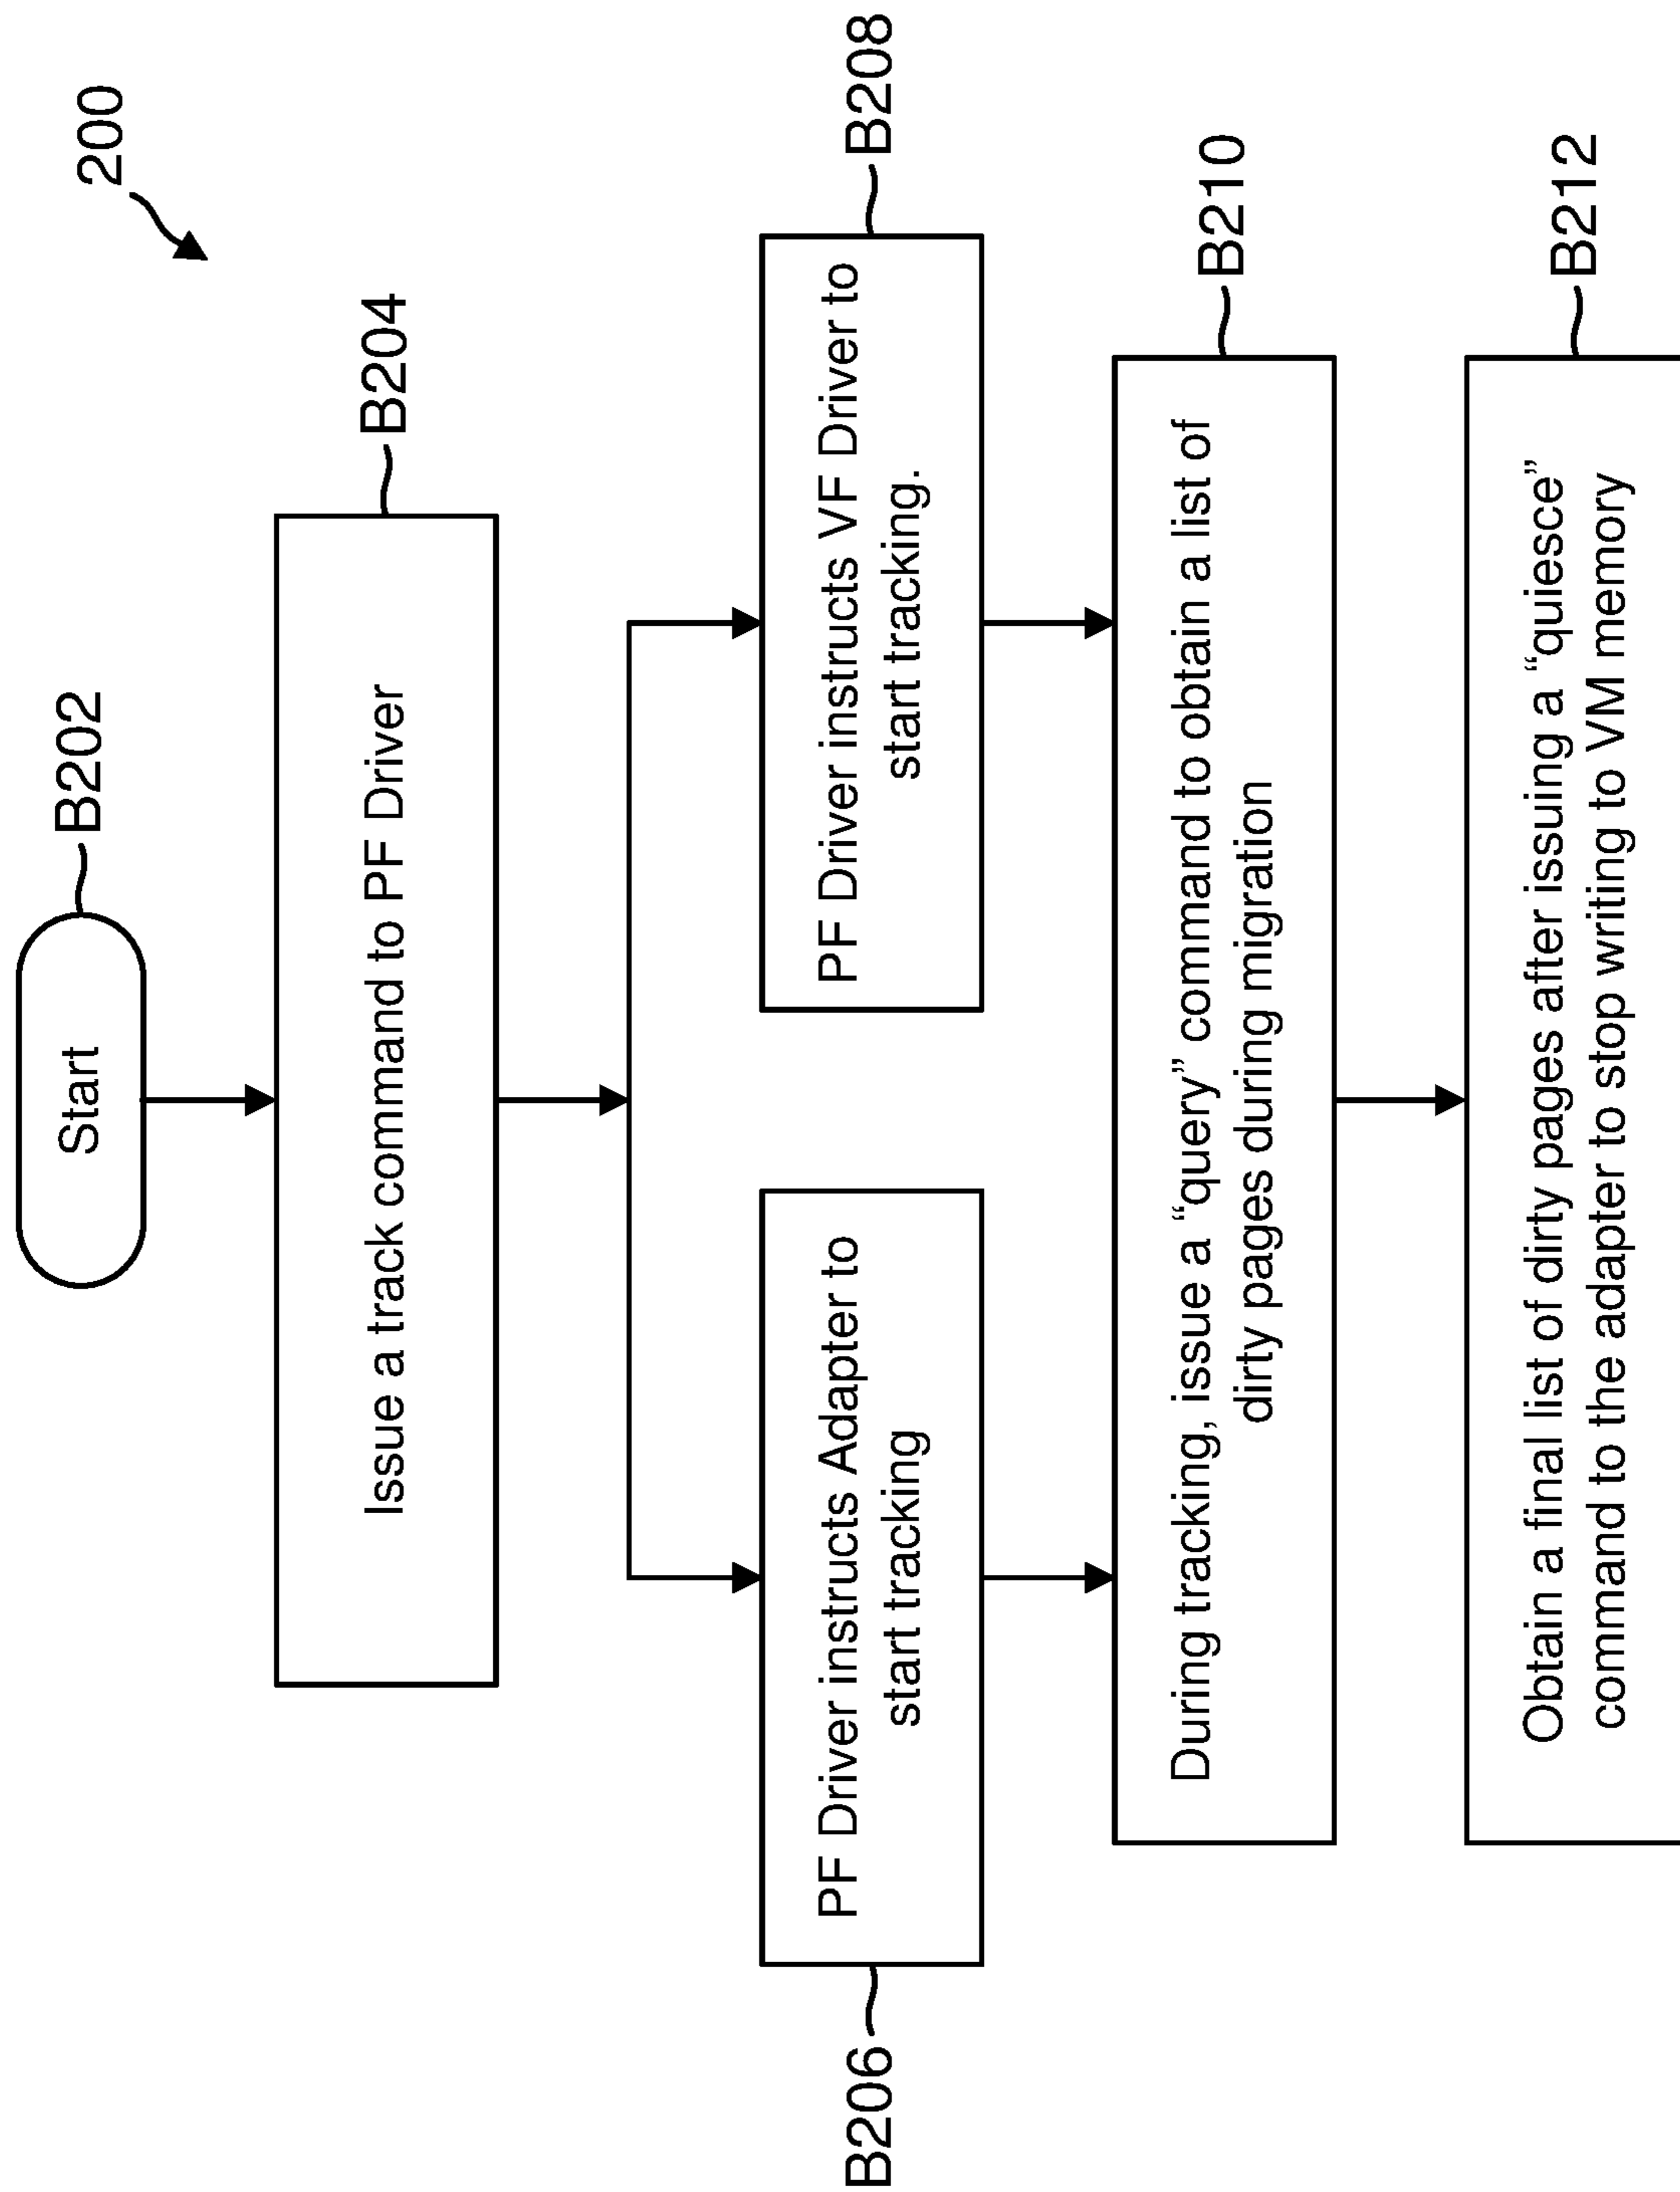 200
Start
B202
Issue a track command to PF Driver
B204
PF Driver instructs Adapter to
start tracking
B206
PF Driver instructs VF Driver to
start tracking.
B208
During tracking, issue a “query” command to obtain a list of
dirty pages during migration
B210
Obtain a final list of dirty pages after issuing a “quiesce”
command to the adapter to stop writing to VM memory
B212